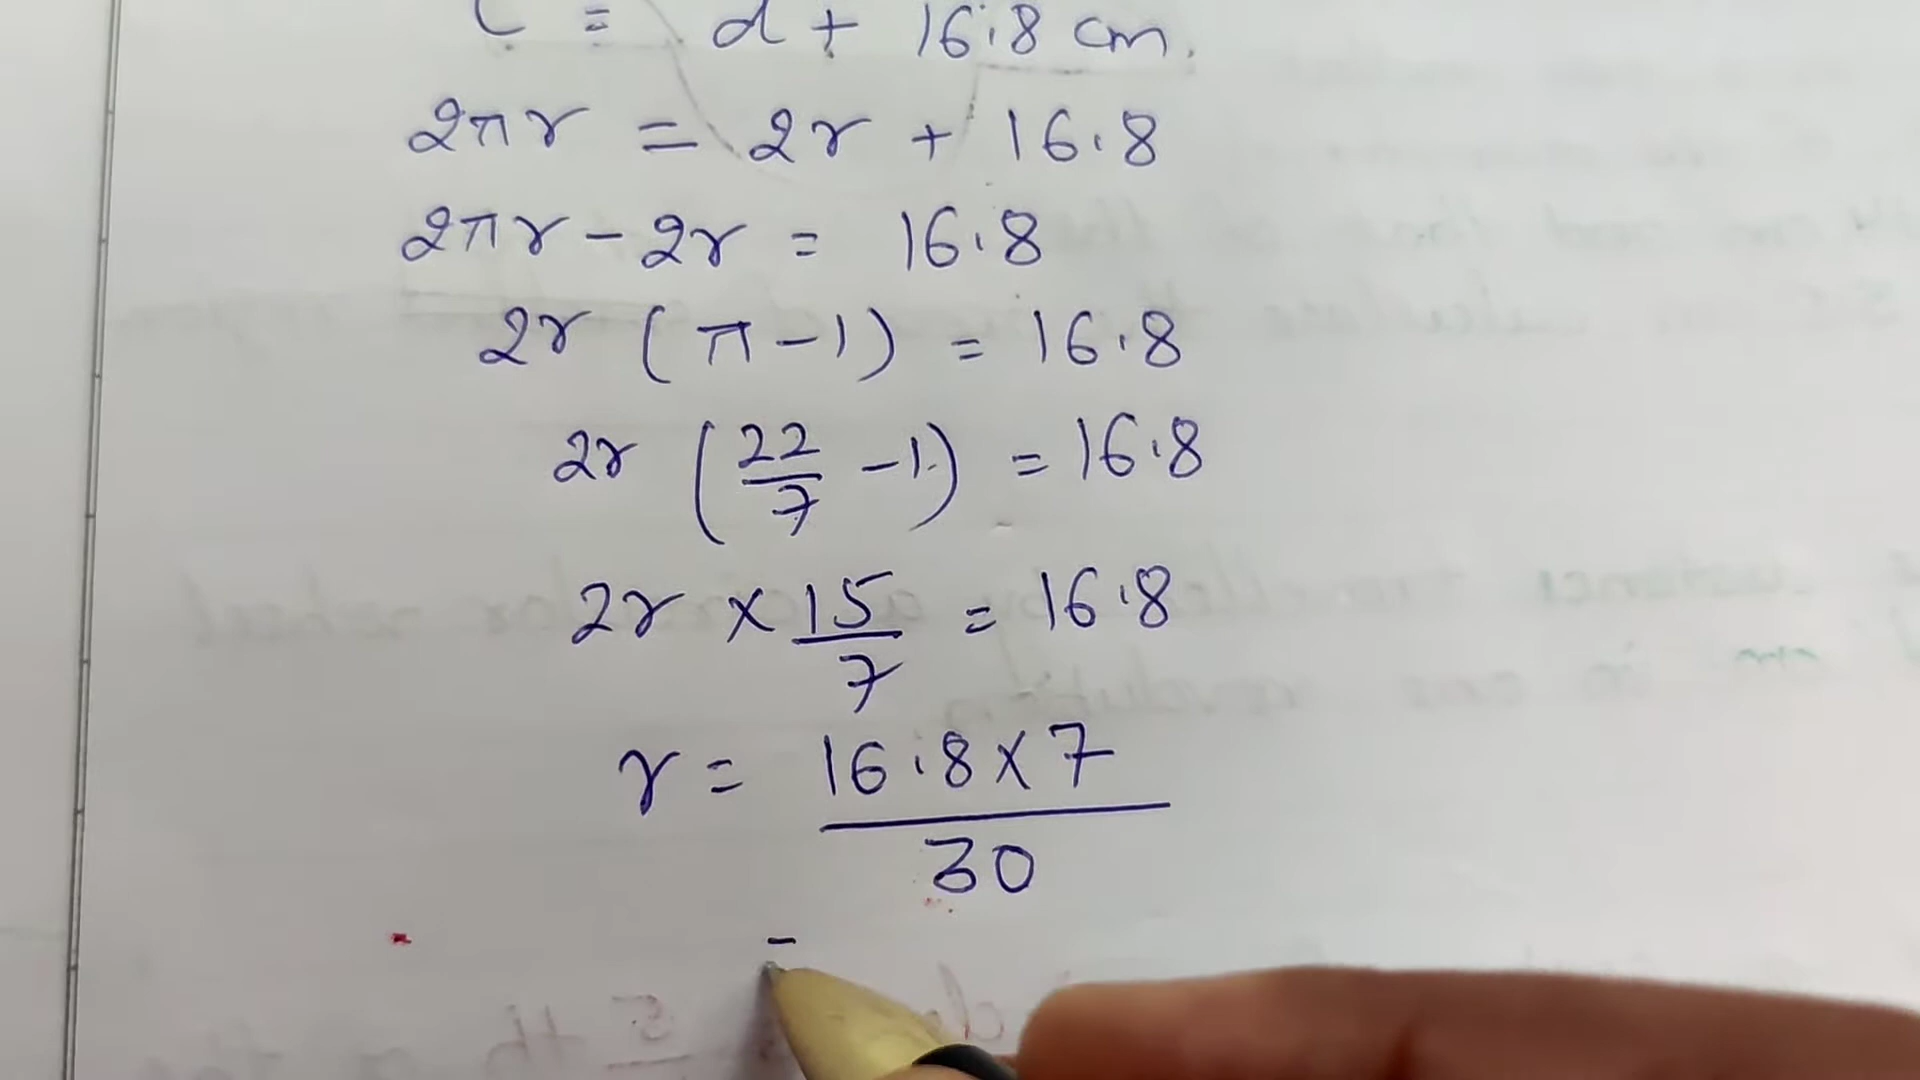 C = d + 16.8 cm.
2πr = 2r + 16.8
2πr - 2r = 16.8
2r (π - 1) = 16.8
2r (22/7 - 1) = 16.8
2r × 15/7 = 16.8
r = 16.8 × 7 / 30